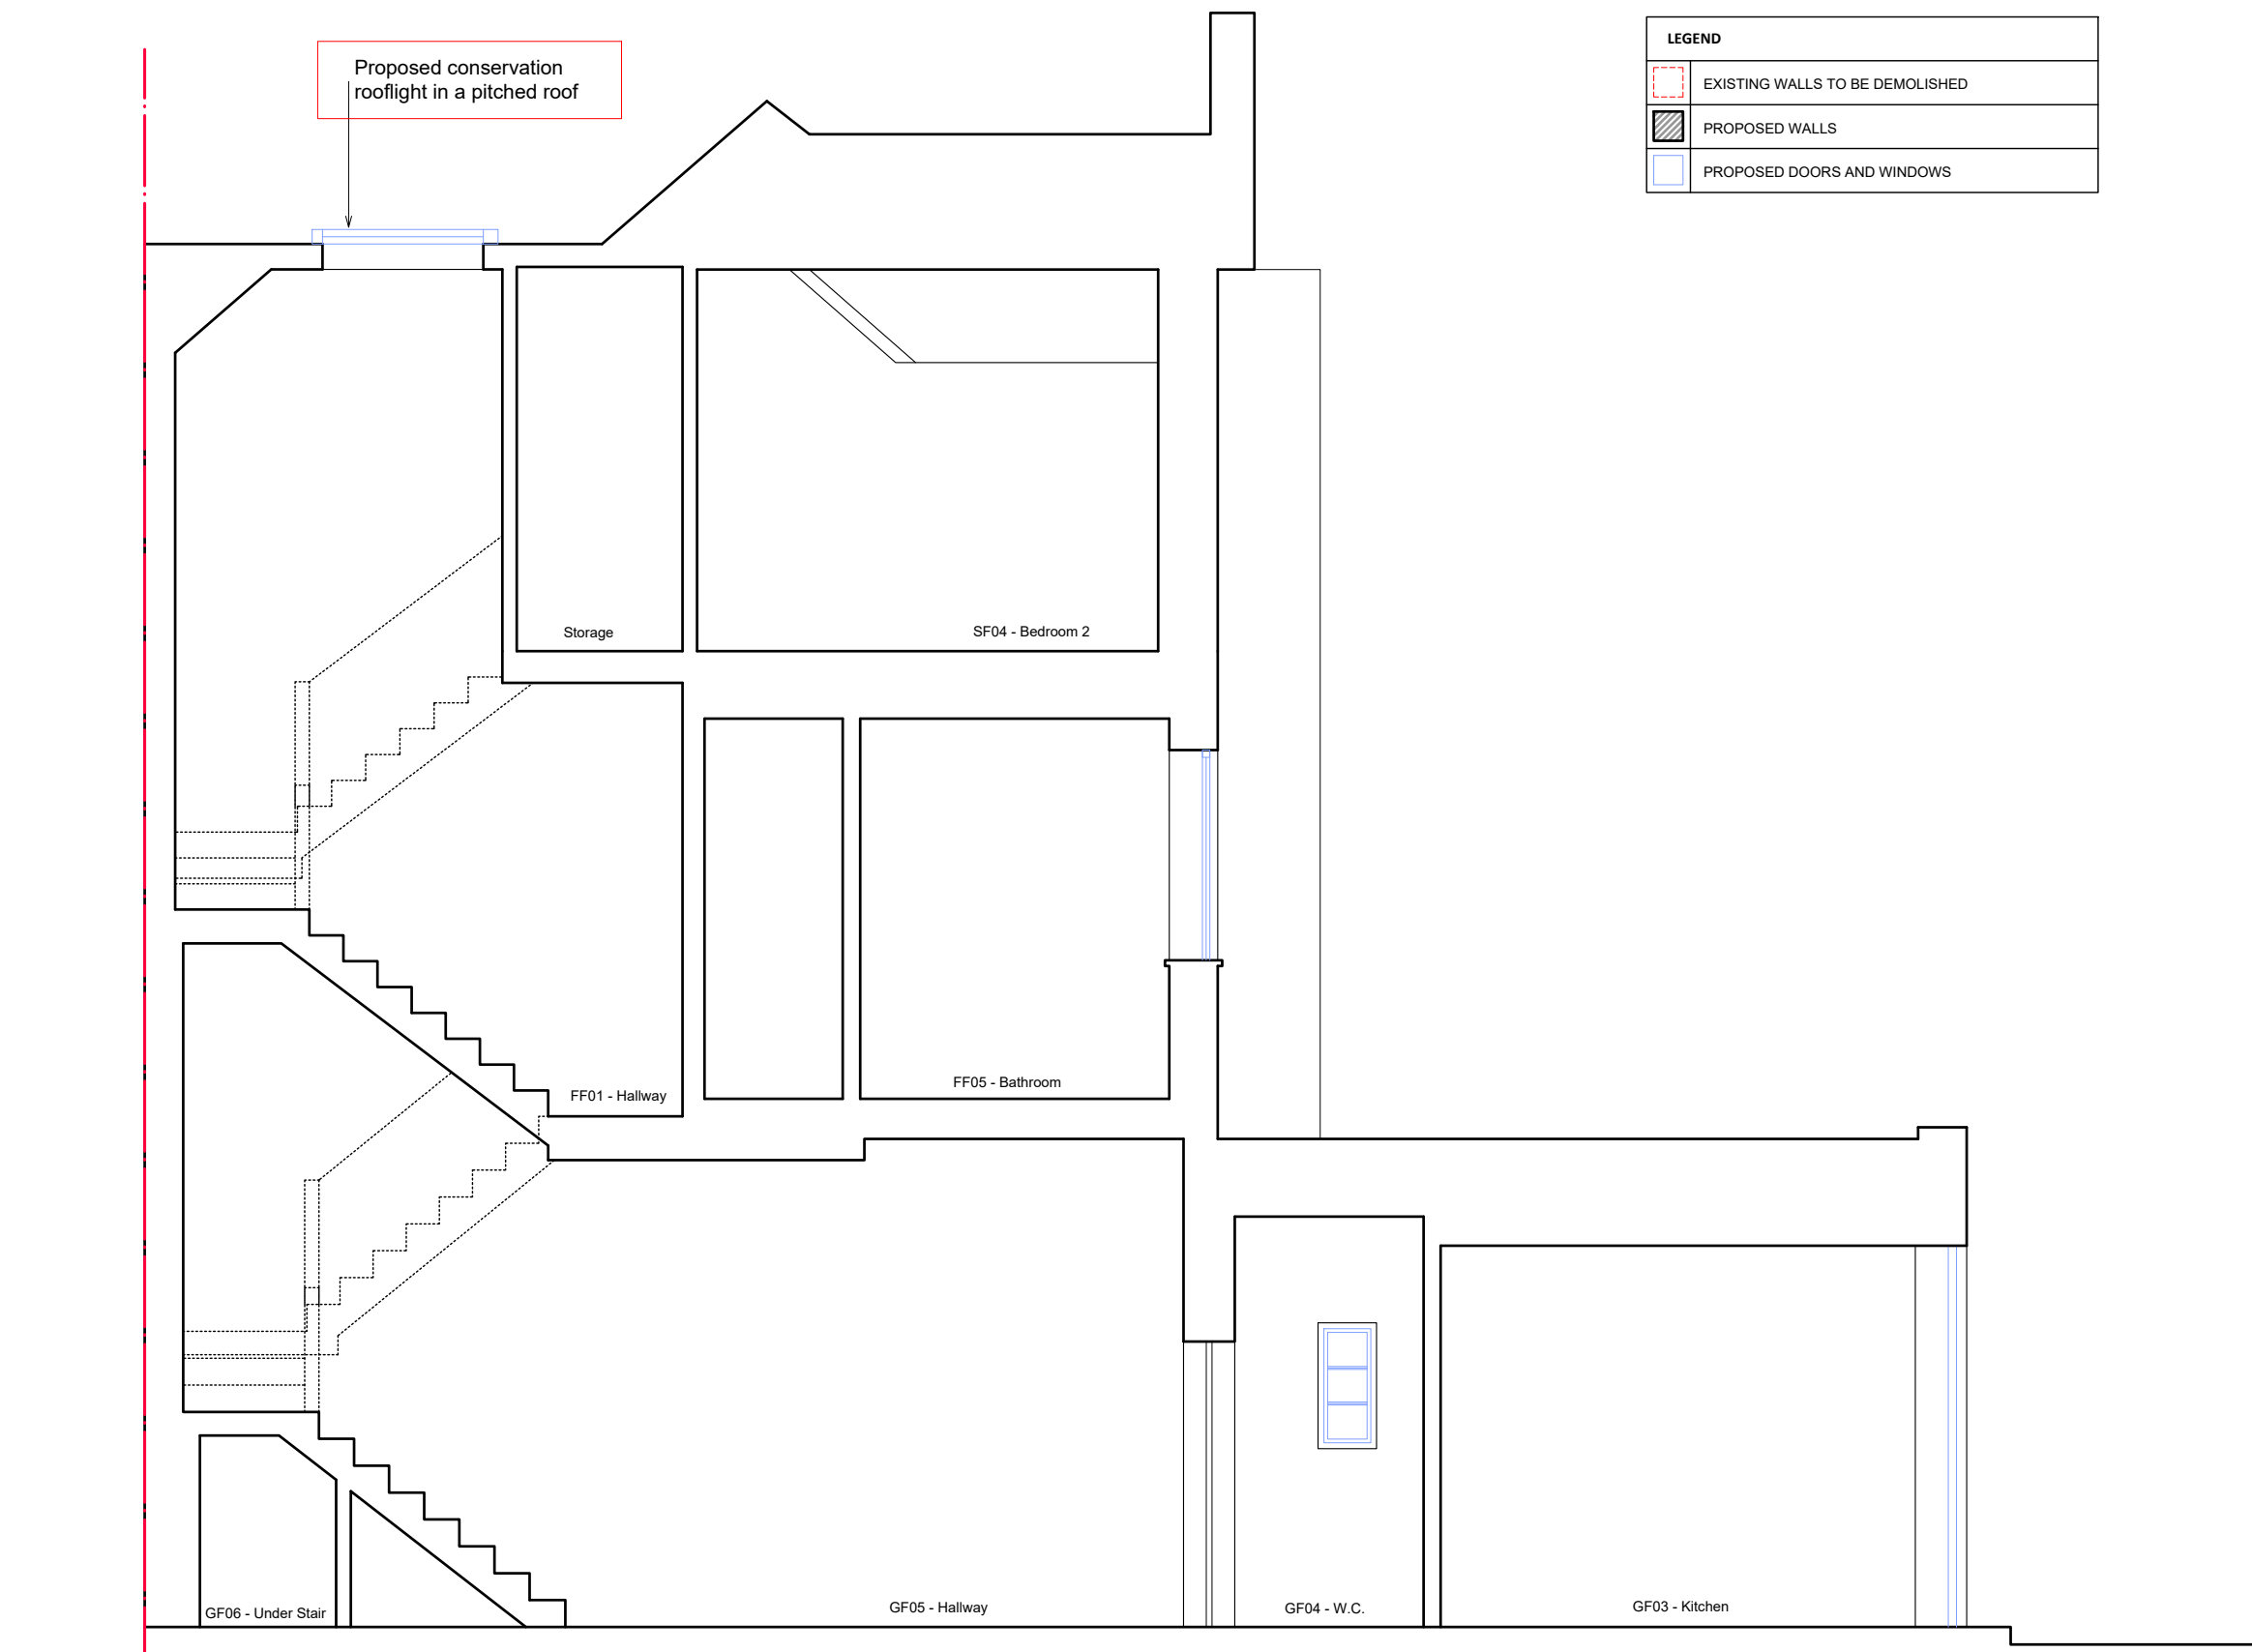 Proposed conservation
rooflight in a pitched roof
LEGEND
EXISTING WALLS TO BE DEMOLISHED
PROPOSED WALLS
PROPOSED DOORS AND WINDOWS
Storage
SF04 - Bedroom 2
FF01 - Hallway
FF05 - Bathroom
GF06 - Under Stair
GF05 - Hallway
GF04 - W.C.
GF03 - Kitchen